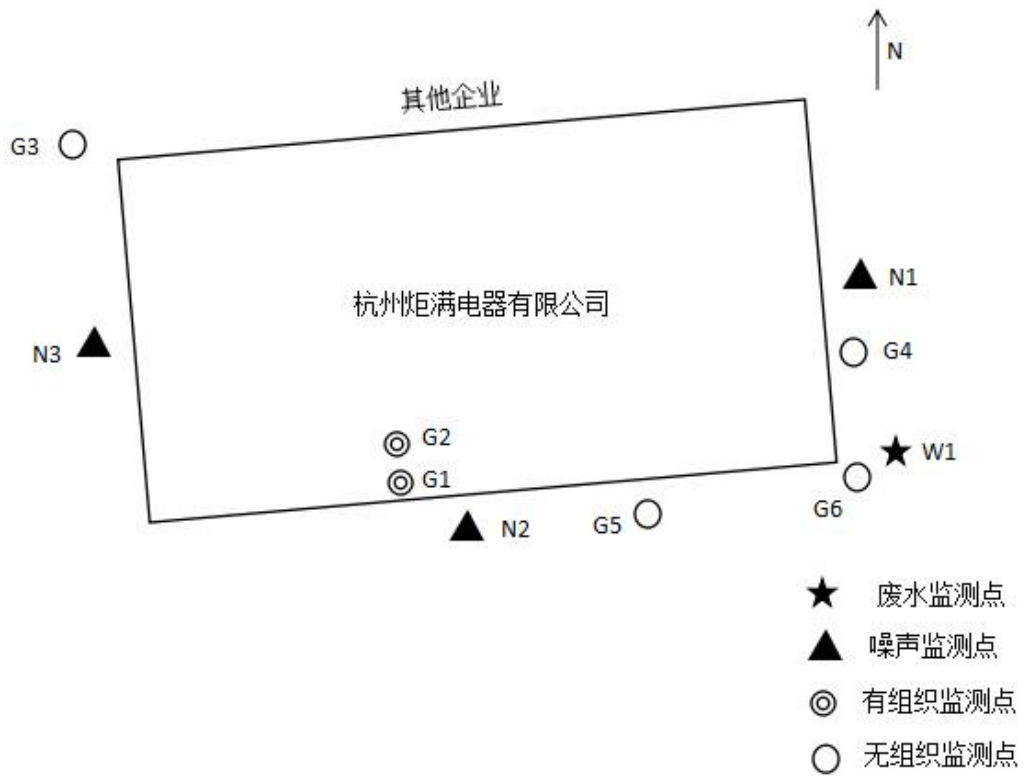 N
其他企业
G3
N1
杭州炬满电器有限公司
N3
G4
G2
W1
G1
G6
N2
G5
废水监测点
噪声监测点
有组织监测点
无组织监测点